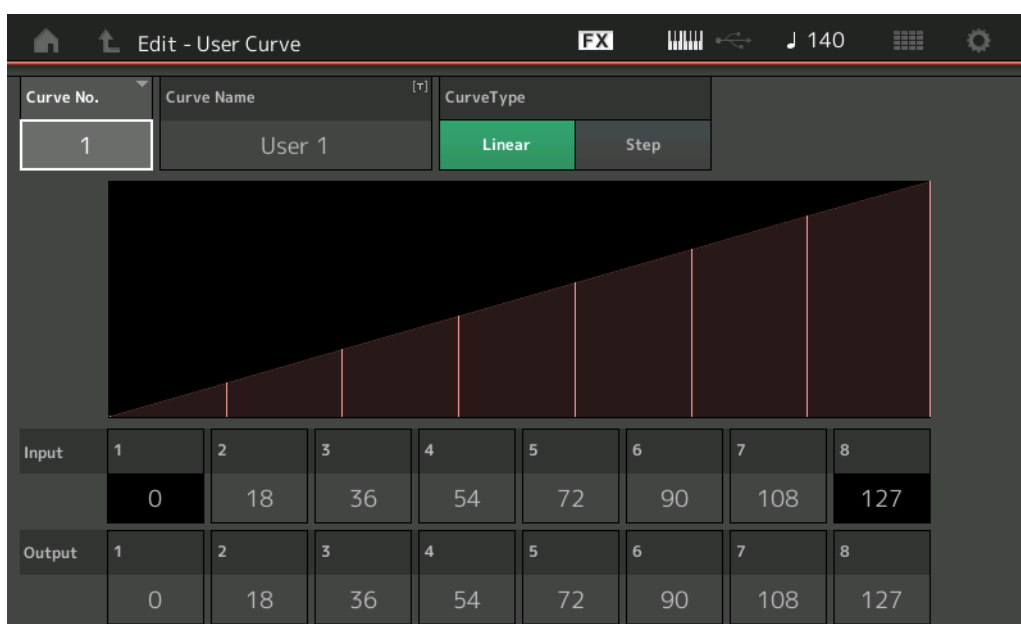 Edit - User Curve FX 140
Curve No. Curve Name [T] CurveType
1 User 1 Linear Step
Input 1 2 3 4 5 6 7 8
0 18 36 54 72 90 108 127
Output 1 2 3 4 5 6 7 8
0 18 36 54 72 90 108 127